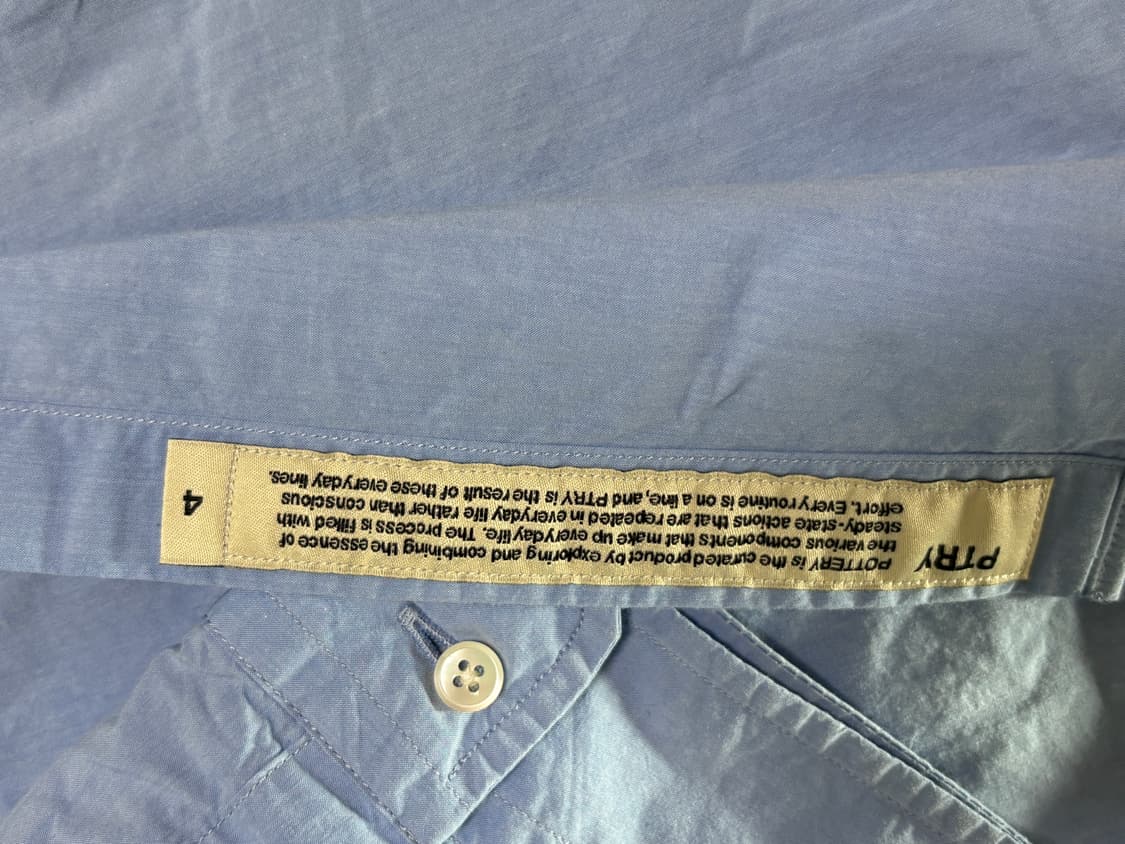 PTRY
POTTERY is the curated product by exploring and combining the essence of
the various components that make up everyday life. The process is filled with
steady-state actions that are repeated in everyday life rather than conscious
effort. Every routine is on a line, and PTRY is the result of these everyday lines.
4